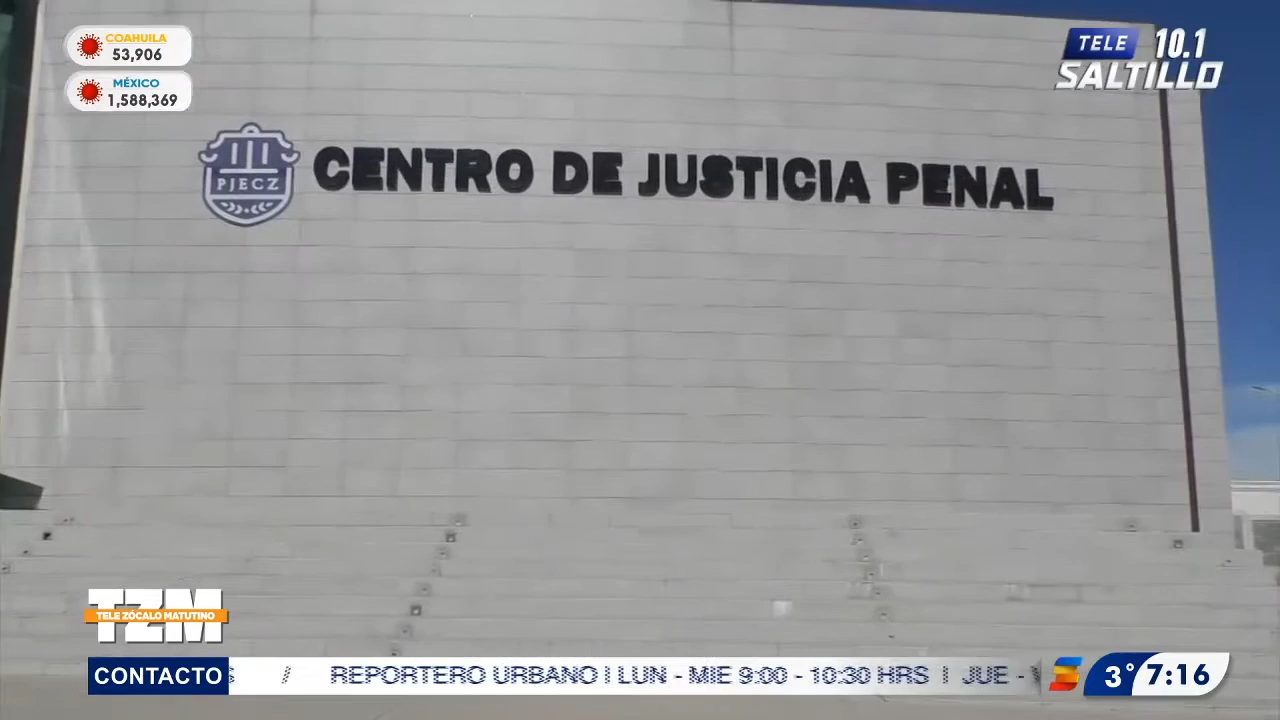 COAHUILA
53,906
MÉXICO
1,588,369
TELE 10.1
SALTILLO
PJECZ
CENTRO DE JUSTICIA PENAL
TZM
TELE ZÓCALO MATUTINO
CONTACTO S / REPORTERO URBANO | LUN - MIE 9:00 - 10:30 HRS | JUE -
3° 7:16